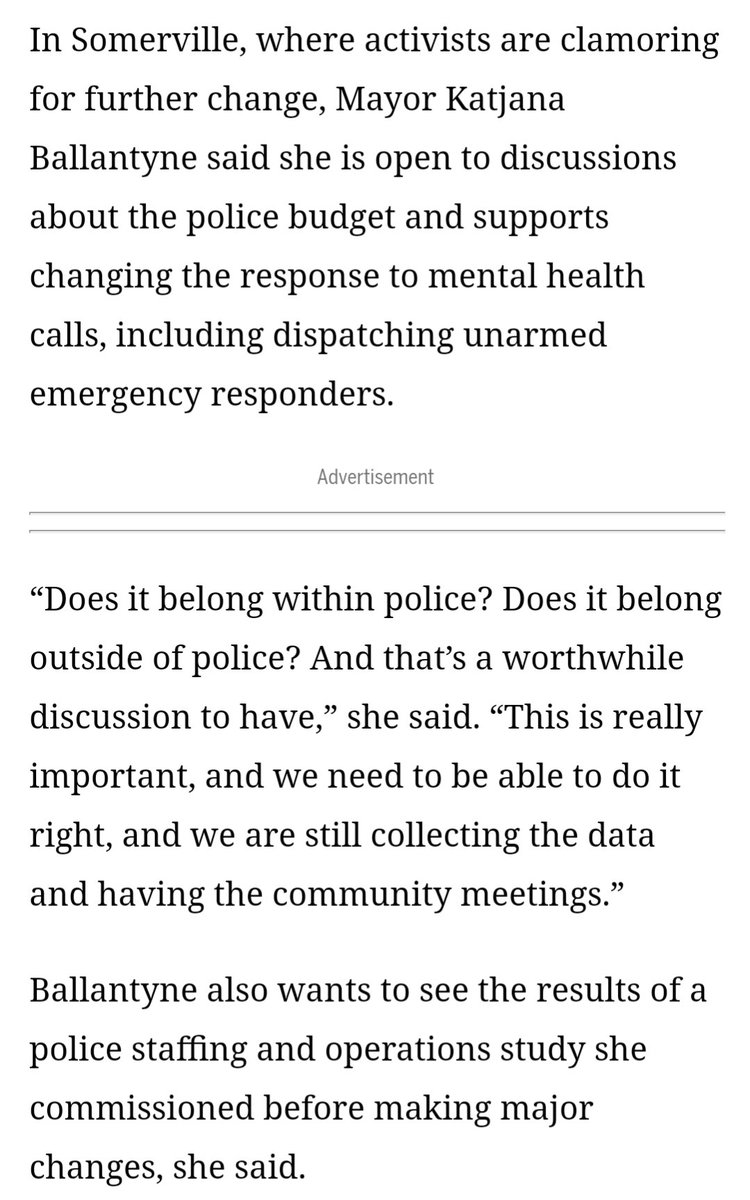 In Somerville, where activists are clamoring
for further change, Mayor Katjana
Ballantyne said she is open to discussions
about the police budget and supports
changing the response to mental health
calls, including dispatching unarmed
emergency responders.
Advertisement
“Does it belong within police? Does it belong
outside of police? And that’s a worthwhile
discussion to have,” she said. “This is really
important, and we need to be able to do it
right, and we are still collecting the data
and having the community meetings.”
Ballantyne also wants to see the results of a
police staffing and operations study she
commissioned before making major
changes, she said.